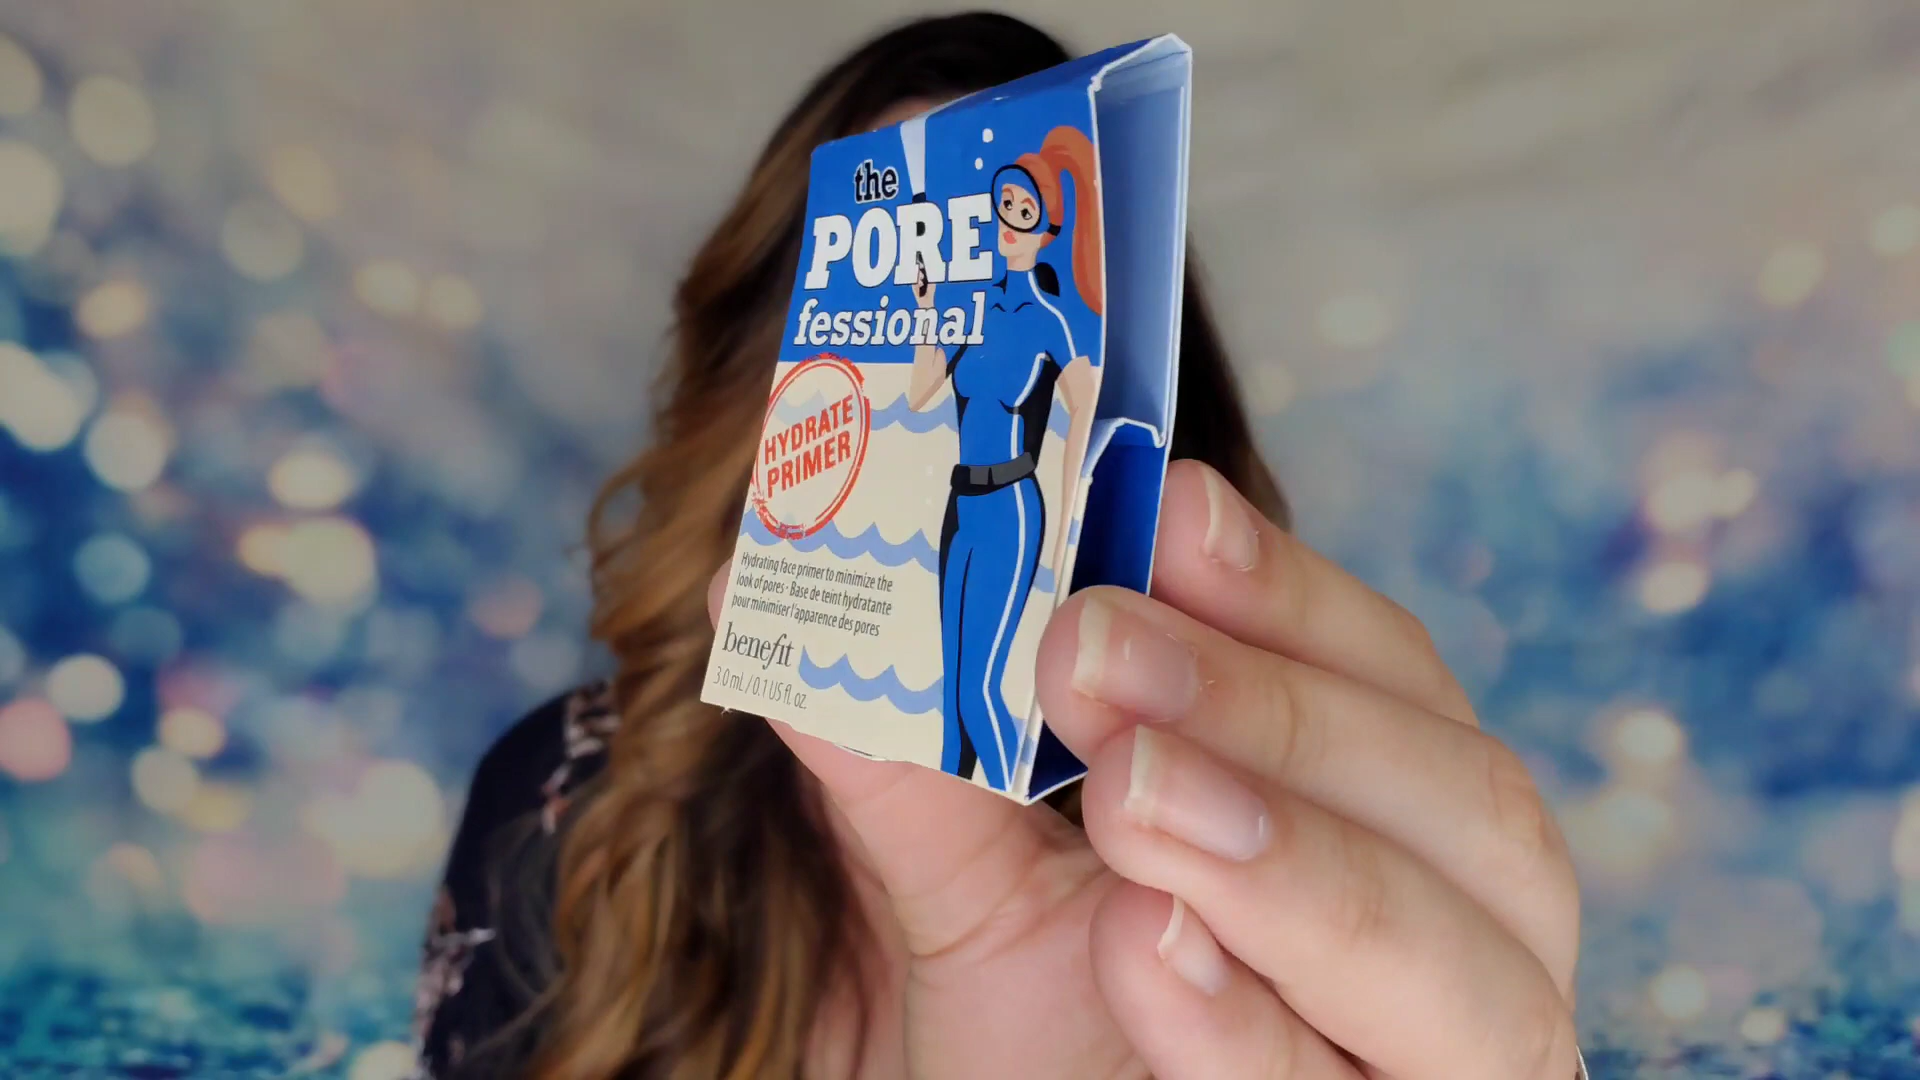 the
PORE
fessional
HYDRATE
PRIMER
Hydrating face primer to minimize the
look of pores • Base de teint hydratante
pour minimiser l'apparence des pores
benefit
3.0 mL / 0.1 US fl. oz.